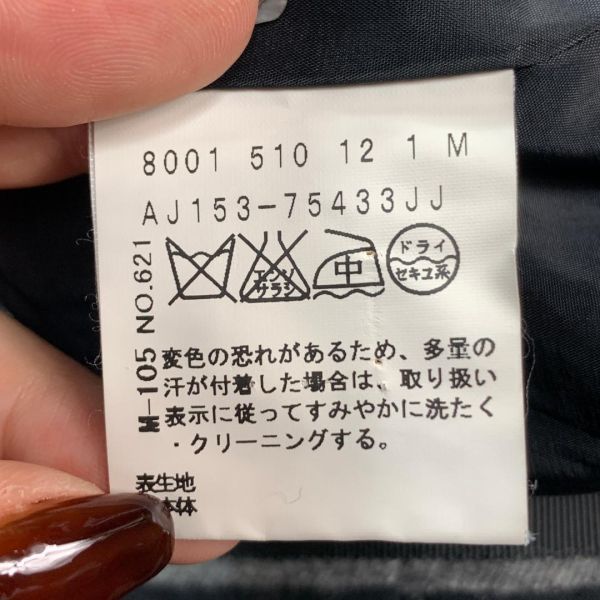 8001 510 12 1 M
AJ153-75433JJ
エンソ
サラシ
中
ドライ
セキユ系
M-105 NO.621
変色の恐れがあるため、多量の
汗が付着した場合は、取り扱い
表示に従ってすみやかに洗たく
・クリーニングする。
表生地
本体